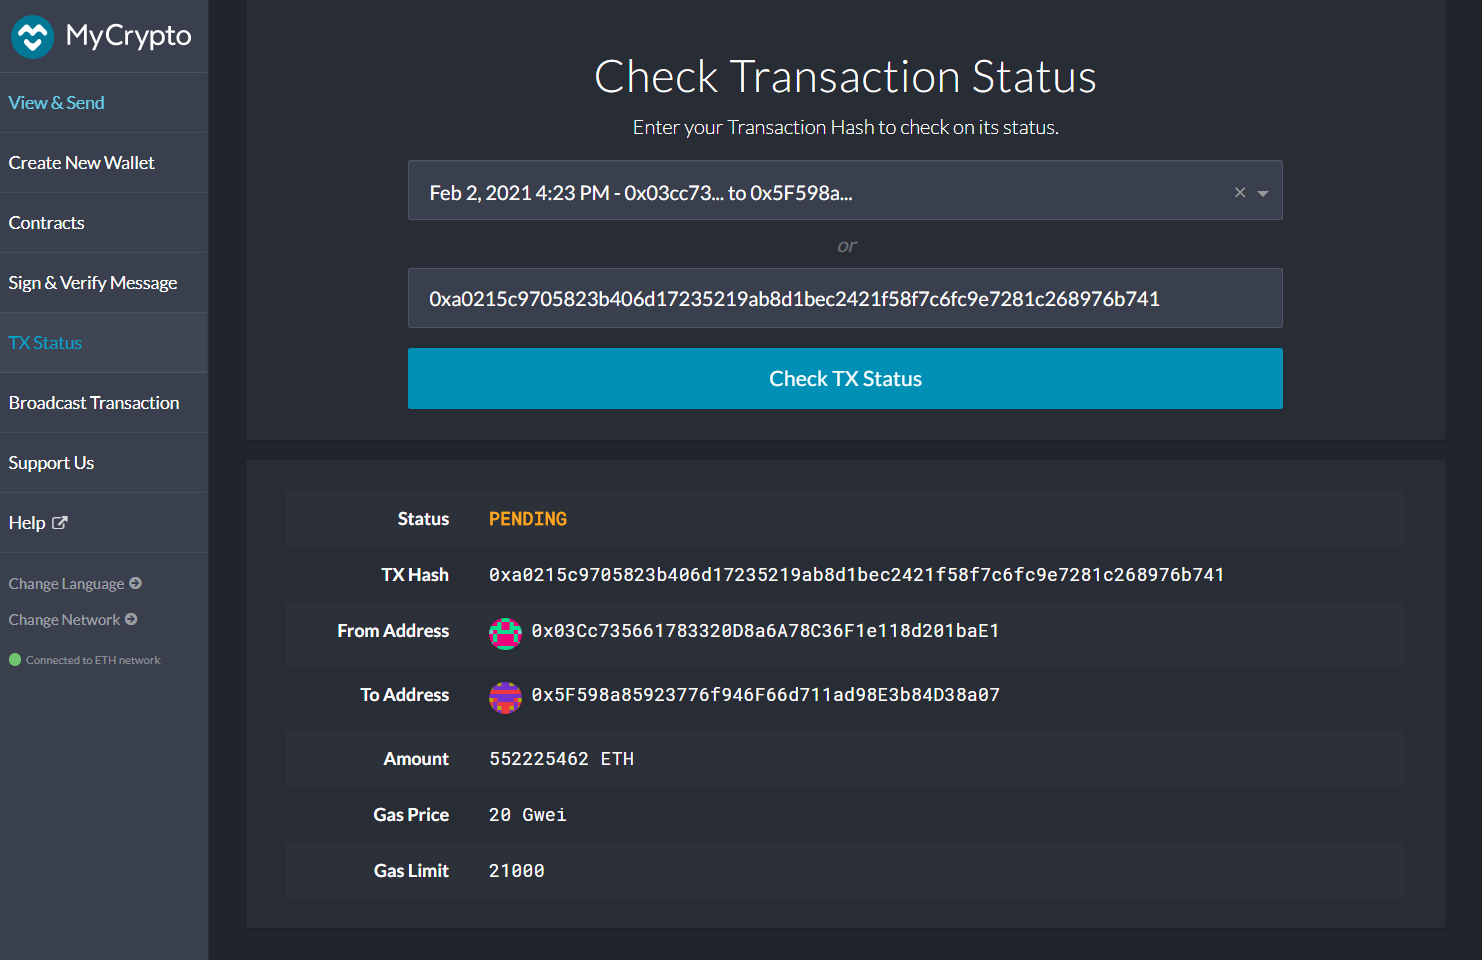 MyCrypto
View & Send
Create New Wallet
Contracts
Sign & Verify Message
TX Status
Broadcast Transaction
Support Us
Help
Change Language
Change Network
Connected to ETH network
Check Transaction Status
Enter your Transaction Hash to check on its status.
Feb 2, 2021 4:23 PM - 0x03cc73... to 0x5F598a...
or
0xa0215c9705823b406d17235219ab8d1bec2421f58f7c6fc9e7281c268976b741
Check TX Status
Status PENDING
TX Hash 0xa0215c9705823b406d17235219ab8d1bec2421f58f7c6fc9e7281c268976b741
From Address 0x03Cc735661783320D8a6A78C36F1e118d201baE1
To Address 0x5F598a85923776f946F66d711ad98E3b84D38a07
Amount 552225462 ETH
Gas Price 20 Gwei
Gas Limit 21000